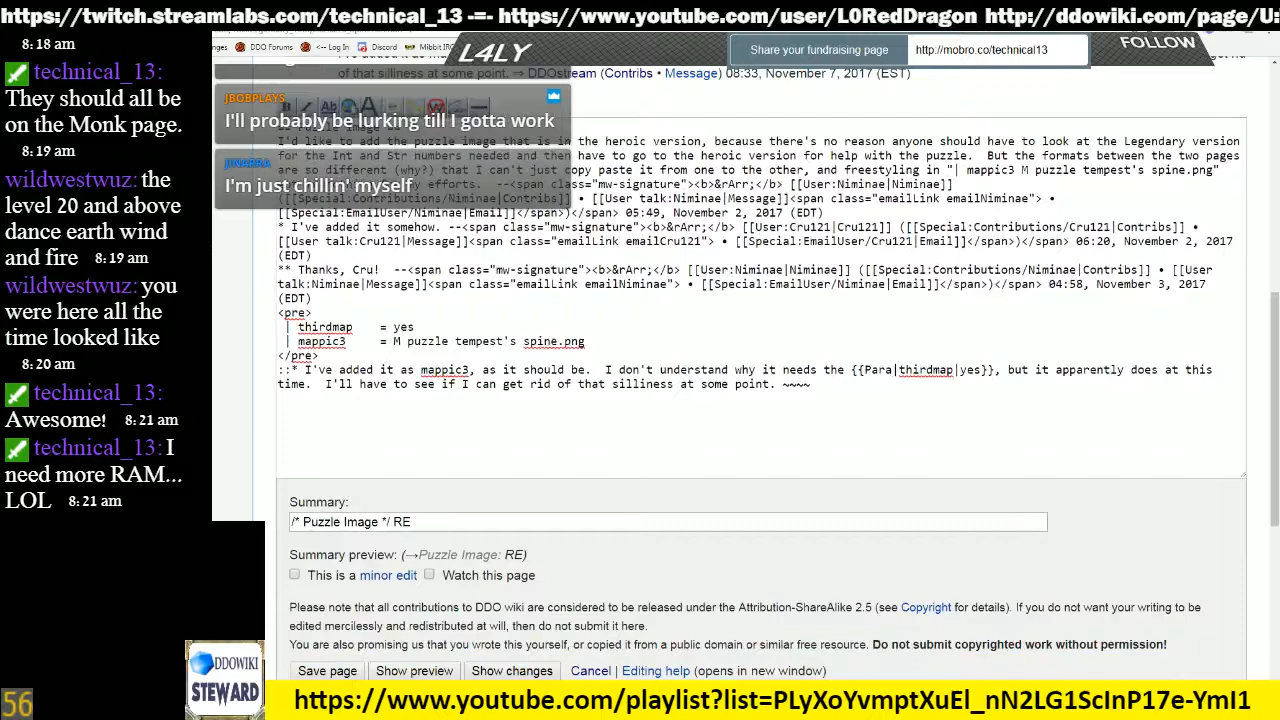 https://twitch.streamlabs.com/technical_13 -=- https://www.youtube.com/user/L0RedDragon http://ddowiki.com/page/U
8:18 am
technical_13:
They should all be
on the Monk page.
8:19 am
wildwestwuz: the
level 20 and above
dance earth wind
and fire 8:19 am
wildwestwuz: you
were here all the
time looked like
8:20 am
technical_13:
Awesome! 8:21 am
technical_13: I
need more RAM...
LOL 8:21 am
56
DDO Forums
<-- Log In
Discord
Mibbit
L4LY
Share your fundraising page
http://mobro.co/technical13
FOLLOW
of that silliness at some point. ⇒ DDOstream (Contribs • Message) 08:33, November 7, 2017 (EST)
JBOBPLAYS
I'll probably be lurking till I gotta work
I'm just chillin' myself
I'd like to add the puzzle image that is in the heroic version, because there's no reason anyone should have to look at the Legendary version
for the Int and Str numbers needed and then have to go to the heroic version for help with the puzzle.  But the formats between the two pages
are so different (why?) that I can't just copy paste it from one to the other, and freestyling in "| mappic3 M puzzle tempest's spine.png"
efforts.  --<span class="mw-signature"><b>&rArr;</b> [[User:Niminae|Niminae]]
([[Special:Contributions/Niminae|Contribs]] • [[User talk:Niminae|Message]]<span class="emailLink emailNiminae"> •
[[Special:EmailUser/Niminae|Email]]</span>)</span> 05:49, November 2, 2017 (EDT)
* I've added it somehow. --<span class="mw-signature"><b>&rArr;</b> [[User:Cru121|Cru121]] ([[Special:Contributions/Cru121|Contribs]] •
[[User talk:Cru121|Message]]<span class="emailLink emailCru121"> • [[Special:EmailUser/Cru121|Email]]</span>)</span> 06:20, November 2, 2017
(EDT)
** Thanks, Cru!  --<span class="mw-signature"><b>&rArr;</b> [[User:Niminae|Niminae]] ([[Special:Contributions/Niminae|Contribs]] • [[User
talk:Niminae|Message]]<span class="emailLink emailNiminae"> • [[Special:EmailUser/Niminae|Email]]</span>)</span> 04:58, November 3, 2017
(EDT)
<pre>
| thirdmap    = yes
| mappic3     = M puzzle tempest's spine.png
</pre>
::* I've added it as mappic3, as it should be.  I don't understand why it needs the {{Para|thirdmap|yes}}, but it apparently does at this
time.  I'll have to see if I can get rid of that silliness at some point. ~~~~
Summary:
/* Puzzle Image */ RE
Summary preview: (→Puzzle Image: RE)
This is a minor edit
Watch this page
Please note that all contributions to DDO wiki are considered to be released under the Attribution-ShareAlike 2.5 (see Copyright for details). If you do not want your writing to be
edited mercilessly and redistributed at will, then do not submit it here.
You are also promising us that you wrote this yourself, or copied it from a public domain or similar free resource. Do not submit copyrighted work without permission!
Save page
Show preview
Show changes
Cancel | Editing help (opens in new window)
DDOWIKI
STEWARD
https://www.youtube.com/playlist?list=PLyXoYvmptXuEl_nN2LG1ScInP17e-YmI1